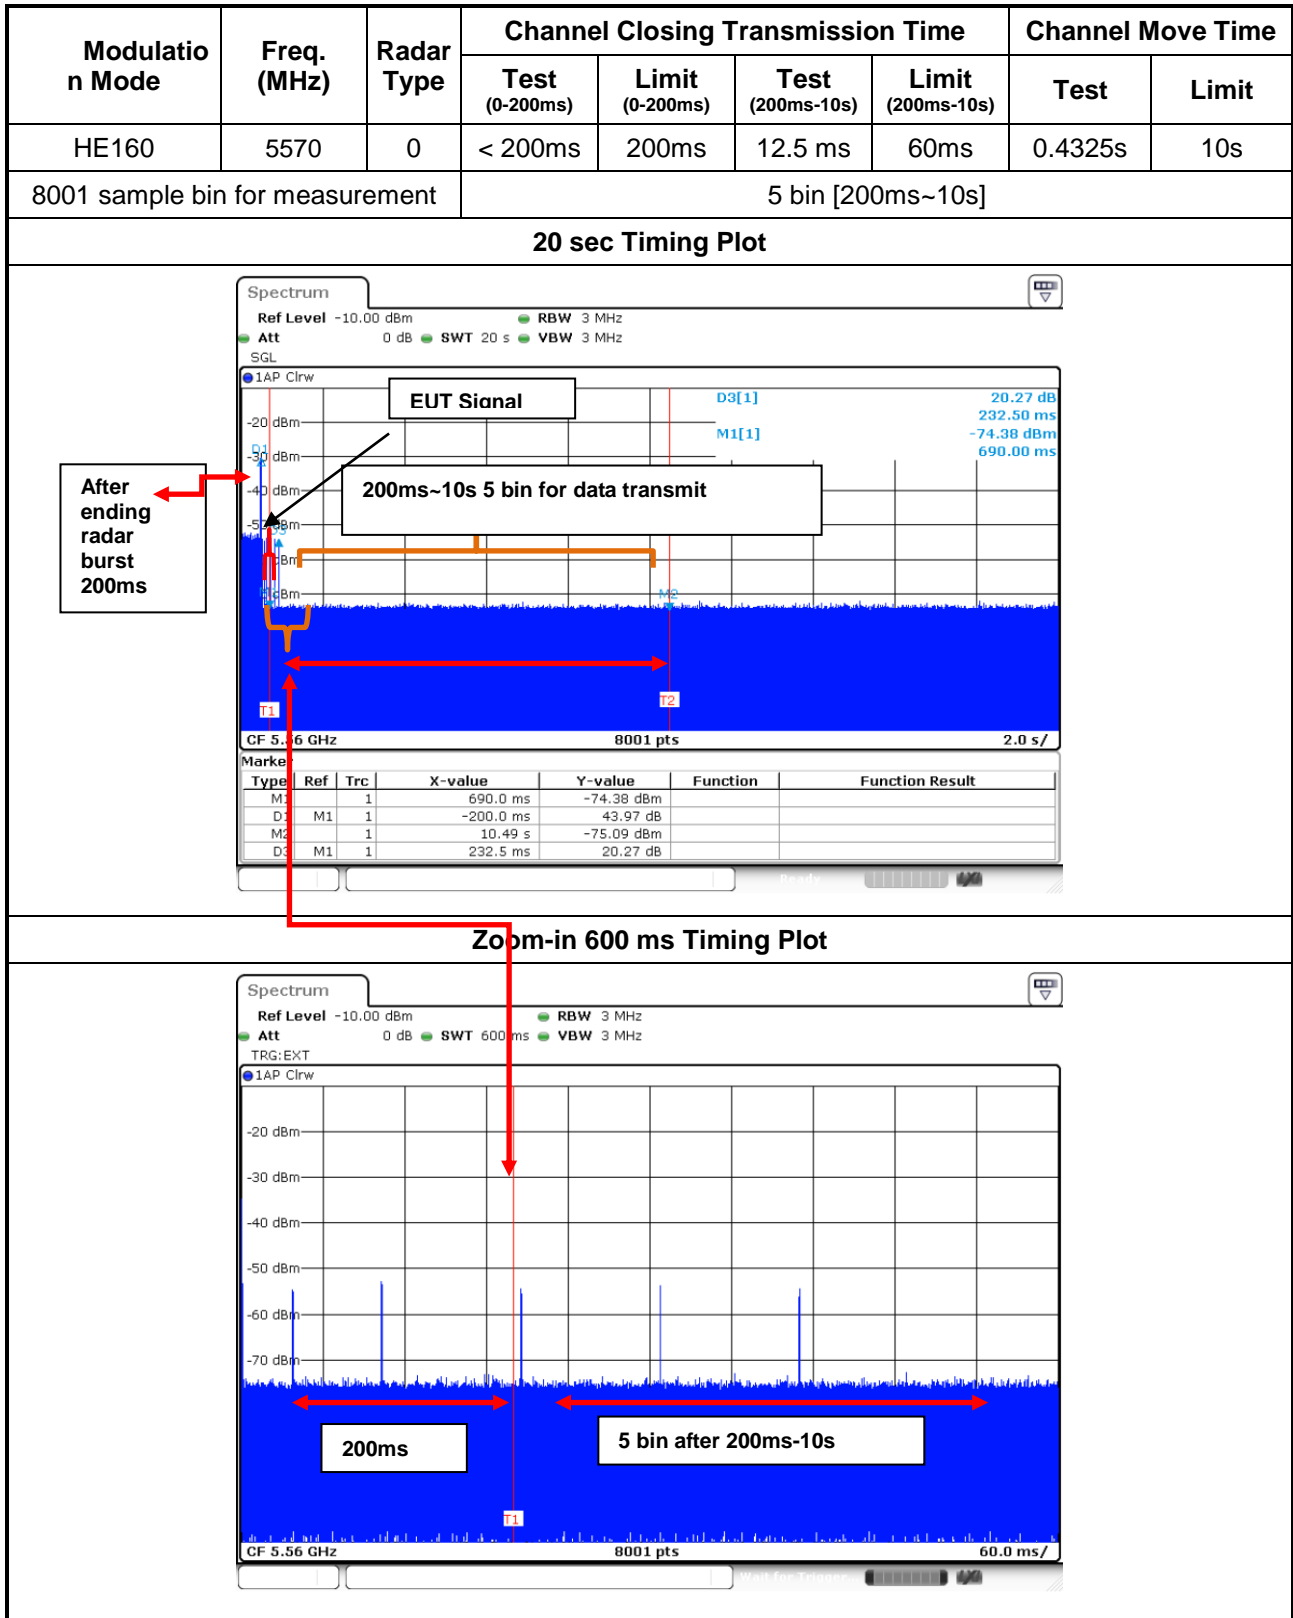 Modulatio
n Mode
Freq.
(MHz)
Radar
Type
Channel Closing Transmission Time
Channel Move Time
Test
(0-200ms)
Limit
(0-200ms)
Test
(200ms-10s)
Limit
(200ms-10s)
Test
Limit
HE160 5570 0 < 200ms 200ms 12.5 ms 60ms 0.4325s 10s
8001 sample bin for measurement 5 bin [200ms~10s]
20 sec Timing Plot
Spectrum
Ref Level -10.00 dBm RBW 3 MHz
Att 0 dB SWT 20 s VBW 3 MHz
SGL
1AP Clrw
EUT Signal
D3[1] 20.27 dB
232.50 ms
M1[1] -74.38 dBm
690.00 ms
-20 dBm
D1
-30 dBm
-40 dBm
After
ending
radar
burst
200ms
200ms~10s 5 bin for data transmit
M2
T1
T2
CF 5.56 GHz 8001 pts 2.0 s/
Marker
Type Ref Trc X-value Y-value Function Function Result
M1 1 690.0 ms -74.38 dBm
D1 M1 1 -200.0 ms 43.97 dB
M2 1 10.49 s -75.09 dBm
D3 M1 1 232.5 ms 20.27 dB
Ready
Zoom-in 600 ms Timing Plot
Spectrum
Ref Level -10.00 dBm RBW 3 MHz
Att 0 dB SWT 600 ms VBW 3 MHz
TRG:EXT
1AP Clrw
-20 dBm
-30 dBm
-40 dBm
-50 dBm
-60 dBm
-70 dBm
200ms
5 bin after 200ms-10s
T1
CF 5.56 GHz 8001 pts 60.0 ms/
Wait for Trigger...